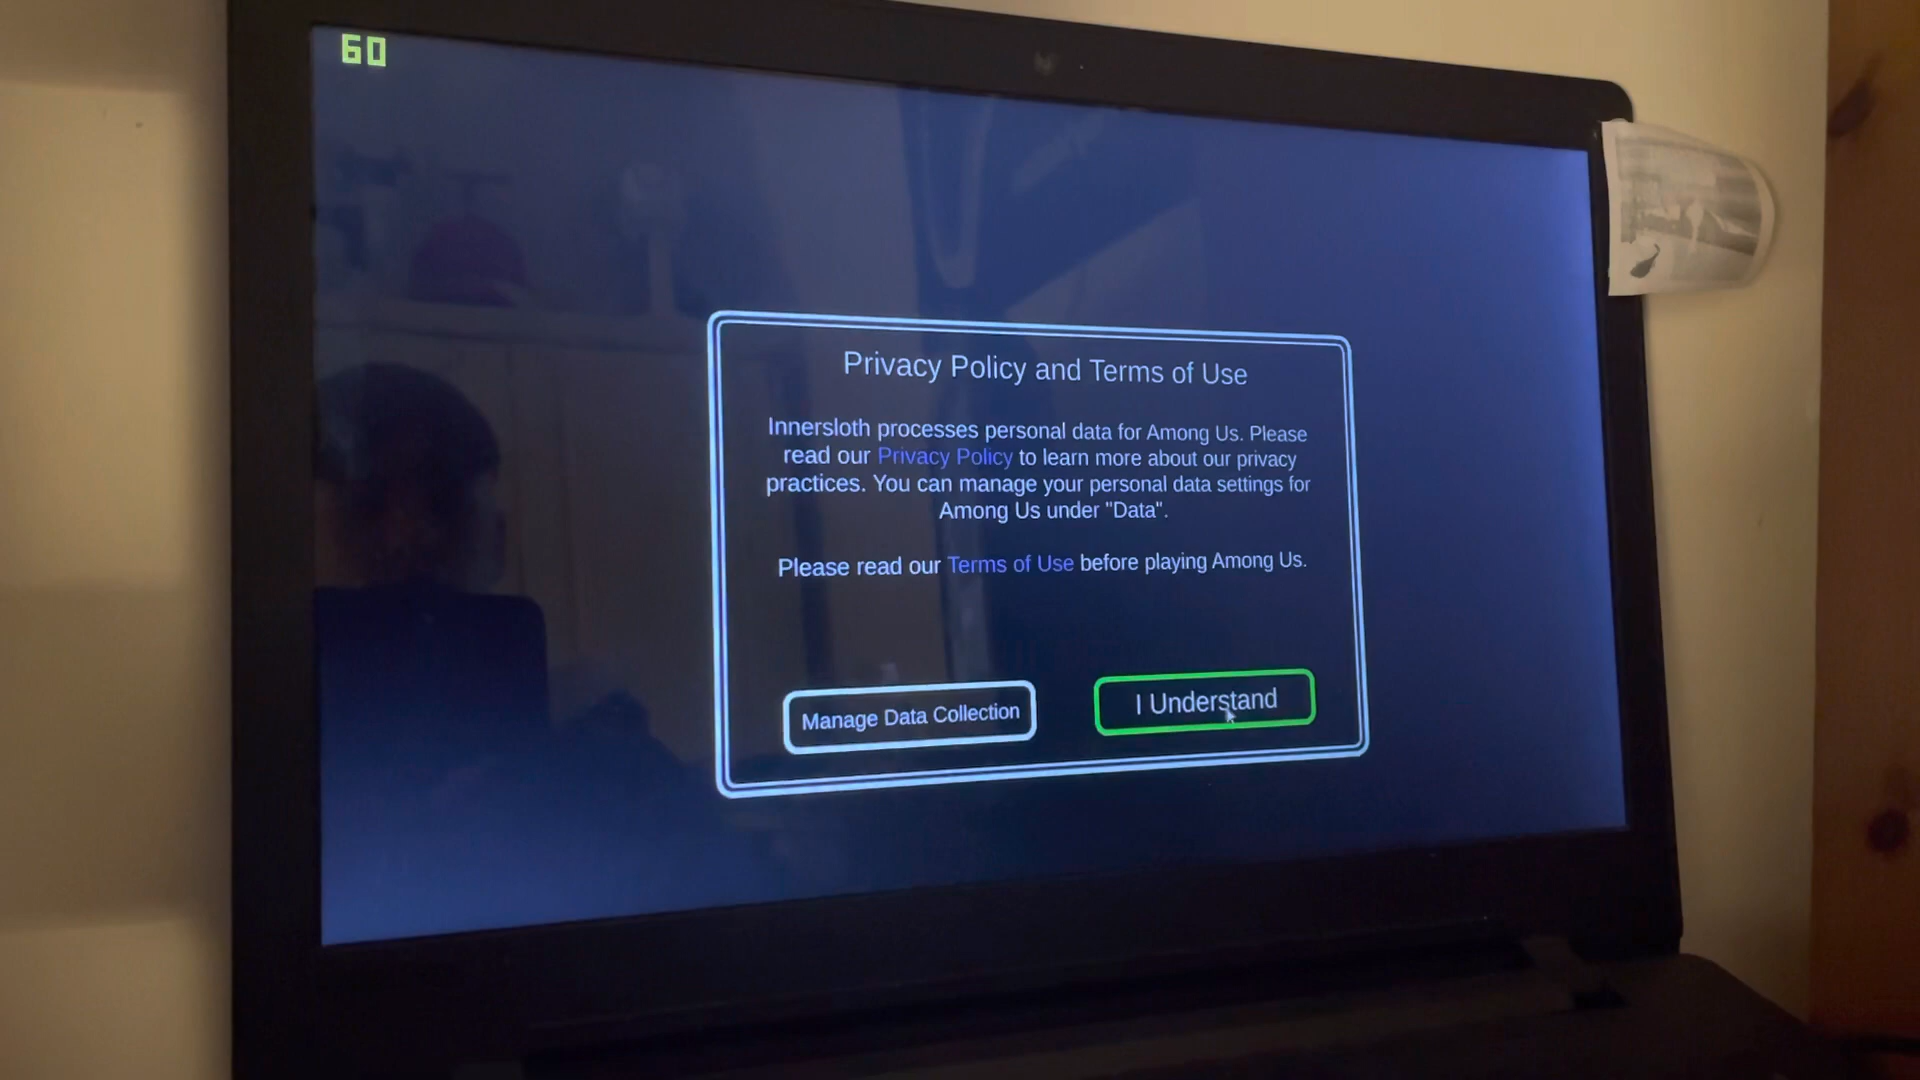 60
Privacy Policy and Terms of Use
Innersloth processes personal data for Among Us. Please
read our Privacy Policy to learn more about our privacy
practices. You can manage your personal data settings for
Among Us under "Data".
Please read our Terms of Use before playing Among Us.
Manage Data Collection
I Understand